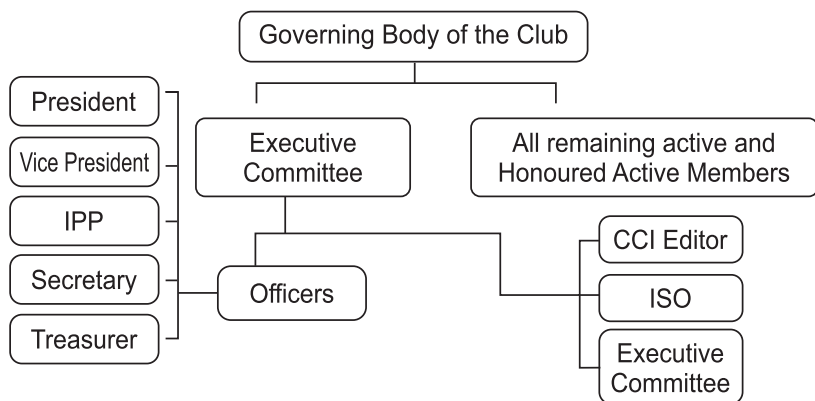 Governing Body of the Club
President
Vice President
IPP
Secretary
Treasurer
Executive
Committee
All remaining active and
Honoured Active Members
Officers
CCI Editor
ISO
Executive
Committee